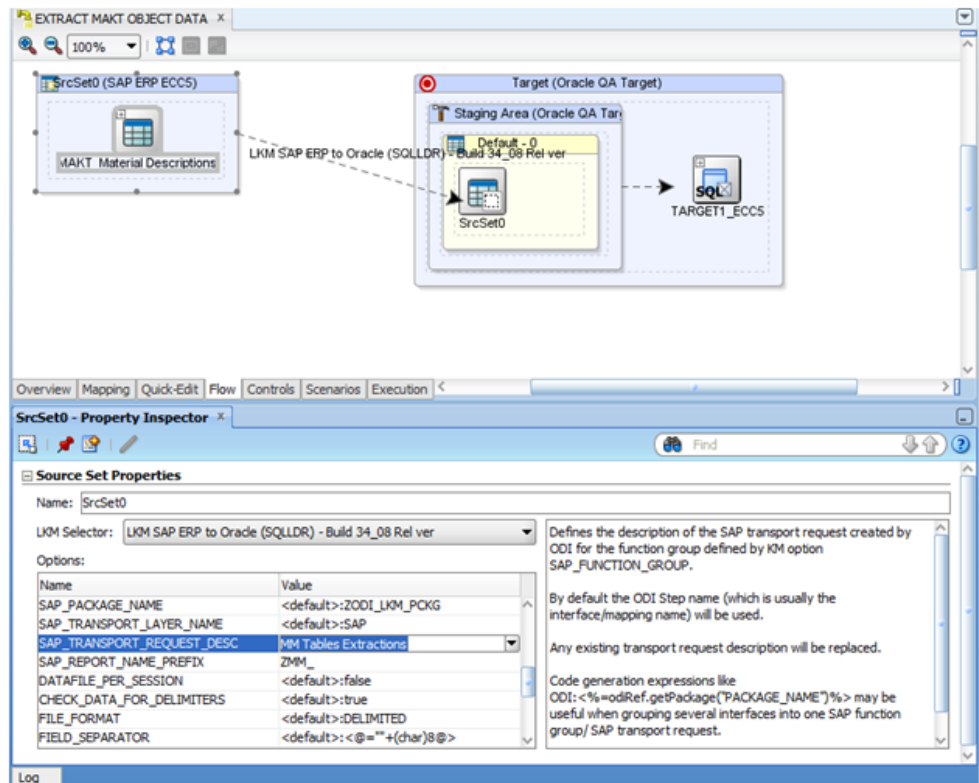 EXTRACT MAKT OBJECT DATA
100%
SrcSet0 (SAP ERP ECC5)
MAKT Material Descriptions
LKM SAP ERP to Oracle (SQLLDR) - Build 34_08 Rel ver
Target (Oracle QA Target)
Staging Area (Oracle QA Tar
Default - 0
SrcSet0
SQL
TARGET1_ECC5
Overview Mapping Quick-Edit Flow Controls Scenarios Execution
SrcSet0 - Property Inspector
Find
Source Set Properties
Name: SrcSet0
LKM Selector: LKM SAP ERP to Oracle (SQLLDR) - Build 34_08 Rel ver
Options:
Name Value
SAP_PACKAGE_NAME <default>:ZODI_LKM_PCKG
SAP_TRANSPORT_LAYER_NAME <default>:SAP
SAP_TRANSPORT_REQUEST_DESC MM Tables Extractions
SAP_REPORT_NAME_PREFIX ZMM_
DATAFILE_PER_SESSION <default>:false
CHECK_DATA_FOR_DELIMITERS <default>:true
FILE_FORMAT <default>:DELIMITED
FIELD_SEPARATOR <default>:<@=""+(char)8@>
Defines the description of the SAP transport request created by
ODI for the function group defined by KM option
SAP_FUNCTION_GROUP.
By default the ODI Step name (which is usually the
interface/mapping name) will be used.
Any existing transport request description will be replaced.
Code generation expressions like
ODI:<%=odiRef.getPackage("PACKAGE_NAME")%> may be
useful when grouping several interfaces into one SAP function
group/ SAP transport request.
Log